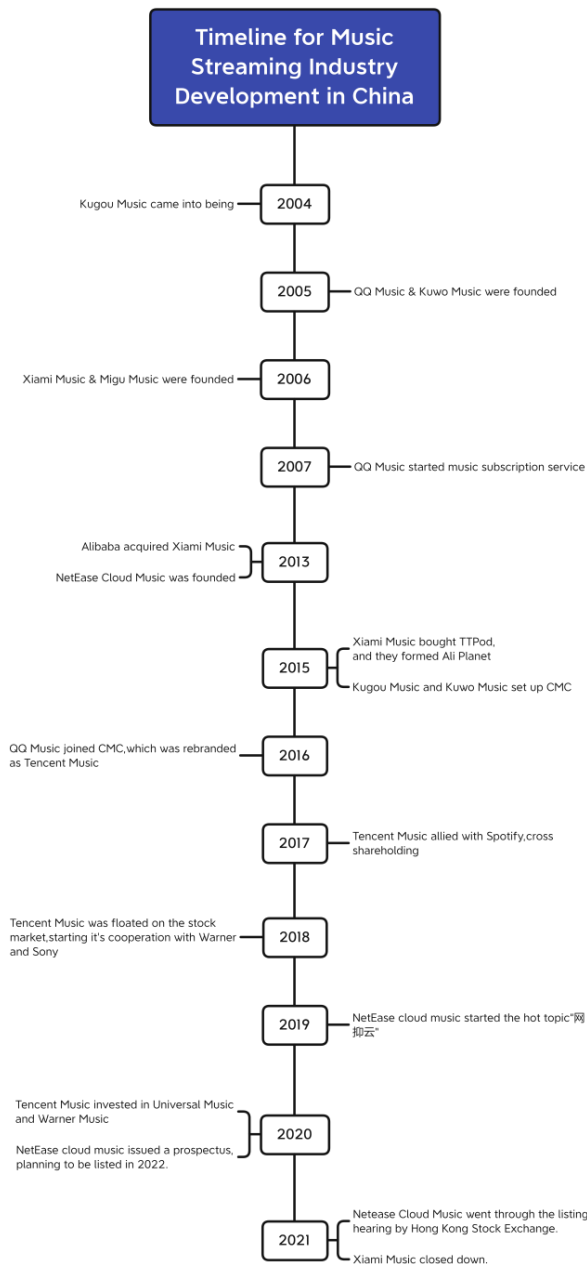 Timeline for Music
Streaming Industry
Development in China
Kugou Music came into being
2004
2005
QQ Music & Kuwo Music were founded
Xiami Music & Migu Music were founded
2006
2007
QQ Music started music subscription service
Alibaba acquired Xiami Music
NetEase Cloud Music was founded
2013
2015
Xiami Music bought TTPod,
and they formed Ali Planet
Kugou Music and Kuwo Music set up CMC
QQ Music joined CMC,which was rebranded
as Tencent Music
2016
2017
Tencent Music allied with Spotify,cross
shareholding
Tencent Music was floated on the stock
market,starting it's cooperation with Warner
and Sony
2018
2019
NetEase cloud music started the hot topic“网
抑云”
Tencent Music invested in Universal Music
and Warner Music
NetEase cloud music issued a prospectus,
planning to be listed in 2022.
2020
2021
Netease Cloud Music went through the listing
hearing by Hong Kong Stock Exchange.
Xiami Music closed down.